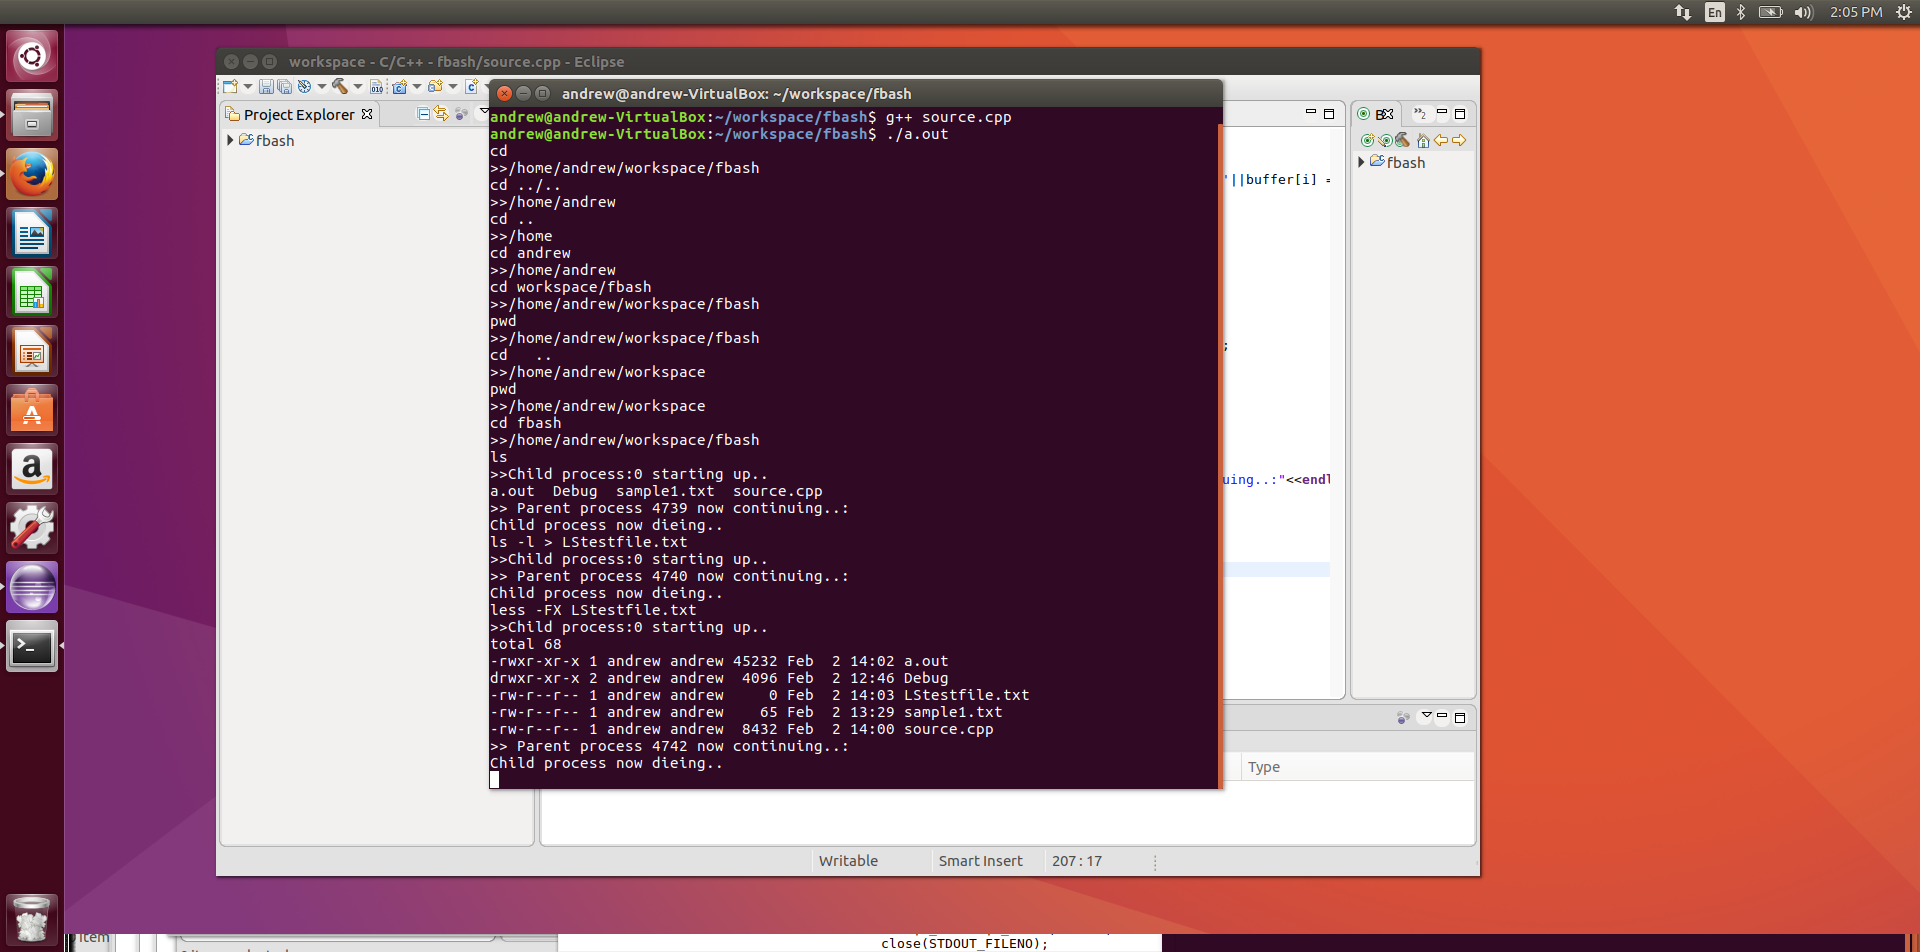 En
2:05 PM
workspace - C/C++ - fbash/source.cpp - Eclipse
Project Explorer
fbash
andrew@andrew-VirtualBox: ~/workspace/fbash
andrew@andrew-VirtualBox:~/workspace/fbash$ g++ source.cpp
andrew@andrew-VirtualBox:~/workspace/fbash$ ./a.out
cd
>>/home/andrew/workspace/fbash
cd ../..
>>/home/andrew
cd ..
>>/home
cd andrew
>>/home/andrew
cd workspace/fbash
>>/home/andrew/workspace/fbash
pwd
>>/home/andrew/workspace/fbash
cd   ..
>>/home/andrew/workspace
pwd
>>/home/andrew/workspace
cd fbash
>>/home/andrew/workspace/fbash
ls
>>Child process:0 starting up..
a.out  Debug  sample1.txt  source.cpp
>> Parent process 4739 now continuing..:
Child process now dieing..
ls -l > LStestfile.txt
>>Child process:0 starting up..
>> Parent process 4740 now continuing..:
Child process now dieing..
less -FX LStestfile.txt
>>Child process:0 starting up..
total 68
-rwxr-xr-x 1 andrew andrew 45232 Feb  2 14:02 a.out
drwxr-xr-x 2 andrew andrew  4096 Feb  2 12:46 Debug
-rw-r--r-- 1 andrew andrew     0 Feb  2 14:03 LStestfile.txt
-rw-r--r-- 1 andrew andrew    65 Feb  2 13:29 sample1.txt
-rw-r--r-- 1 andrew andrew  8432 Feb  2 14:00 source.cpp
>> Parent process 4742 now continuing..:
Child process now dieing..
'||buffer[i] =
;
uing..:"<<endl
fbash
Type
Writable
Smart Insert
207 : 17
item
close(STDOUT_FILENO);